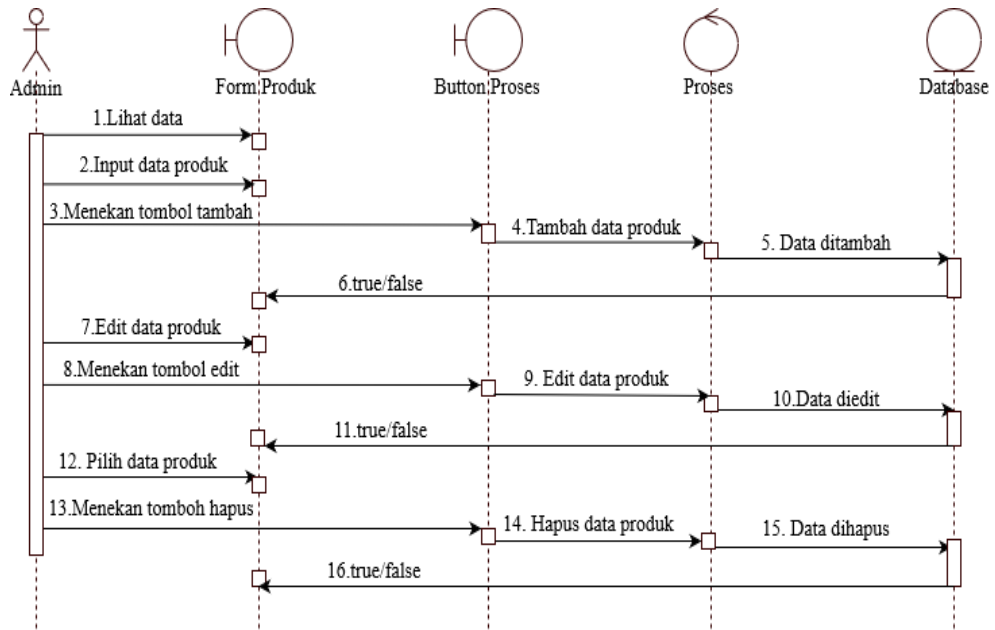 Admin
Form Produk
Button Proses
Proses
Database
1.Lihat data
2.Input data produk
3.Menekan tombol tambah
4.Tambah data produk
5. Data ditambah
6.true/false
7.Edit data produk
8.Menekan tombol edit
9. Edit data produk
10.Data diedit
11.true/false
12. Pilih data produk
13.Menekan tomboh hapus
14. Hapus data produk
15. Data dihapus
16.true/false